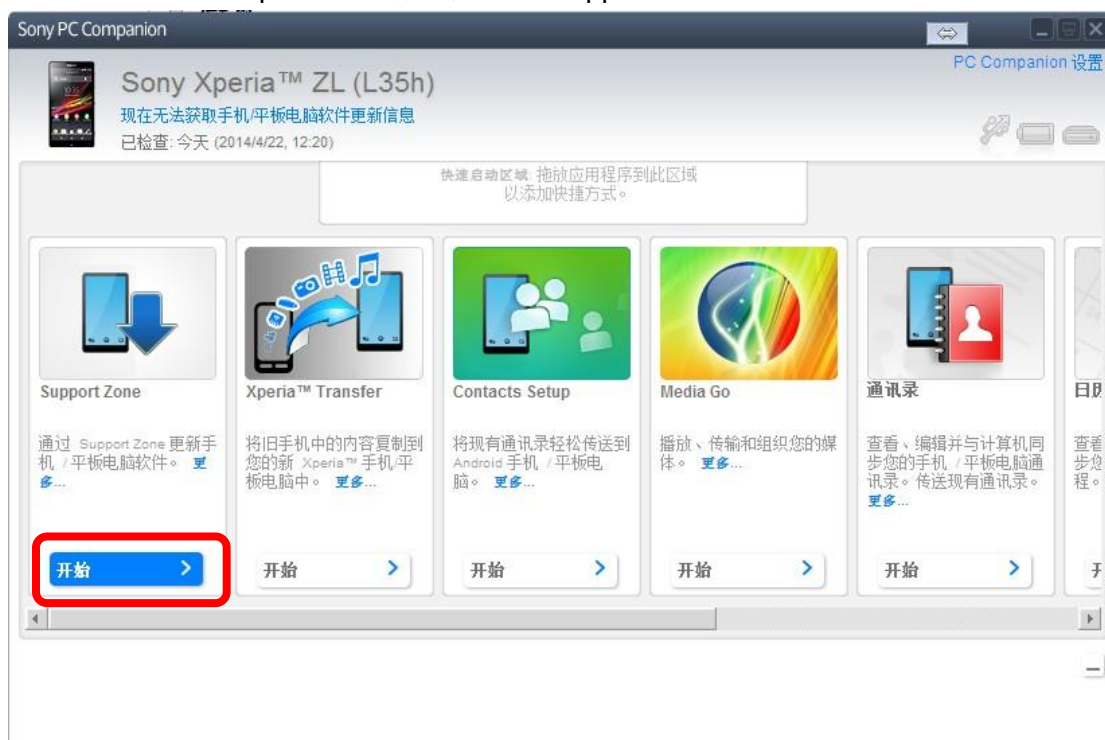 Sony PC Companion
PC Companion 设置
Sony Xperia™ ZL (L35h)
现在无法获取手机/平板电脑软件更新信息
已检查: 今天 (2014/4/22, 12:20)
快速启动区域: 拖放应用程序到此区域
以添加快捷方式。
Support Zone
通过 Support Zone 更新手
机 / 平板电脑软件。 更
多...
开始
Xperia™ Transfer
将旧手机中的内容复制到
您的新 Xperia™ 手机/平
板电脑中。 更多...
开始
Contacts Setup
将现有通讯录轻松传送到
Android 手机 / 平板电
脑。 更多...
开始
Media Go
播放、传输和组织您的媒
体。 更多...
开始
通讯录
查看、编辑并与计算机同
步您的手机 / 平板电脑通
讯录。传送现有通讯录。
更多...
开始
查看
步您
程。